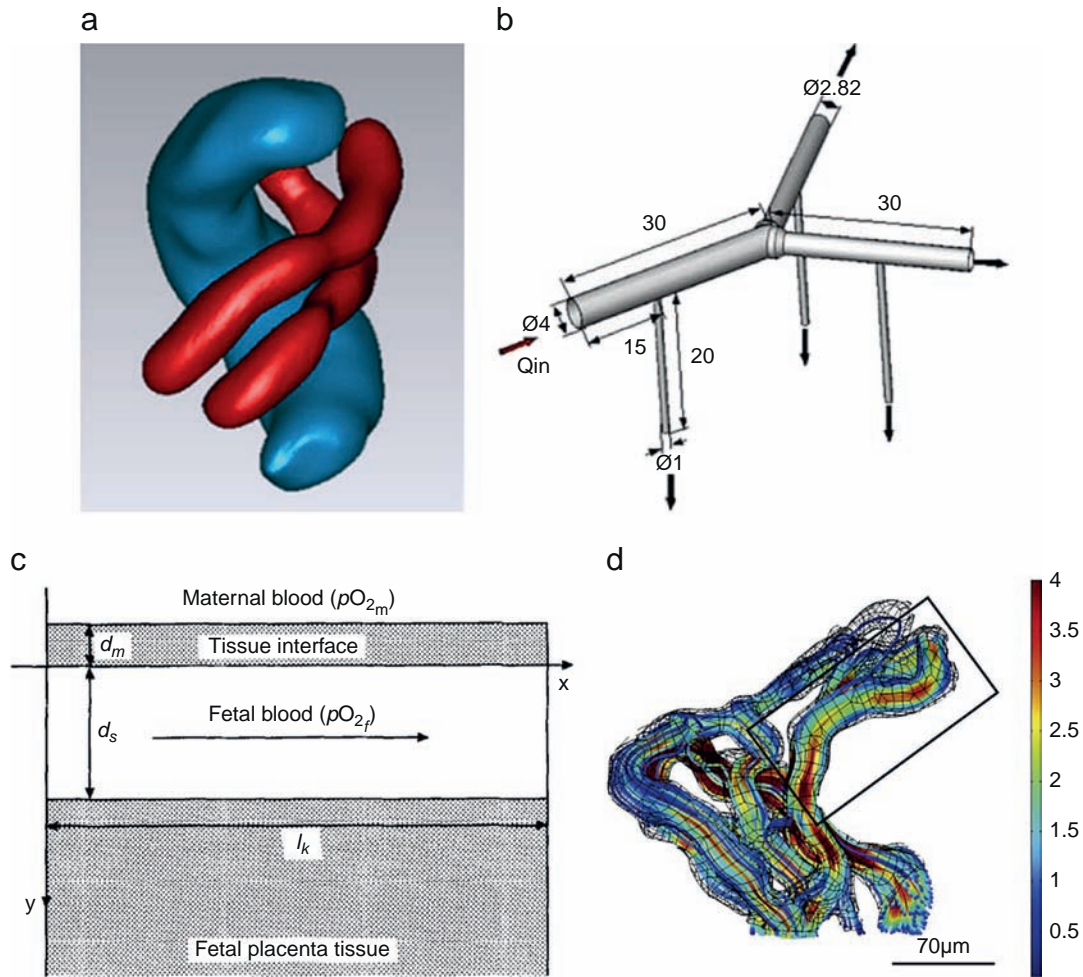 a
b
Ø2.82
30
30
Ø4
15
20
Qin
Ø1
c
d
Maternal blood (pO₂ₘ)
dₘ
Tissue interface
x
Fetal blood (pO₂f)
dₛ
lₖ
y
Fetal placenta tissue
4
3.5
3
2.5
2
1.5
1
0.5
70µm